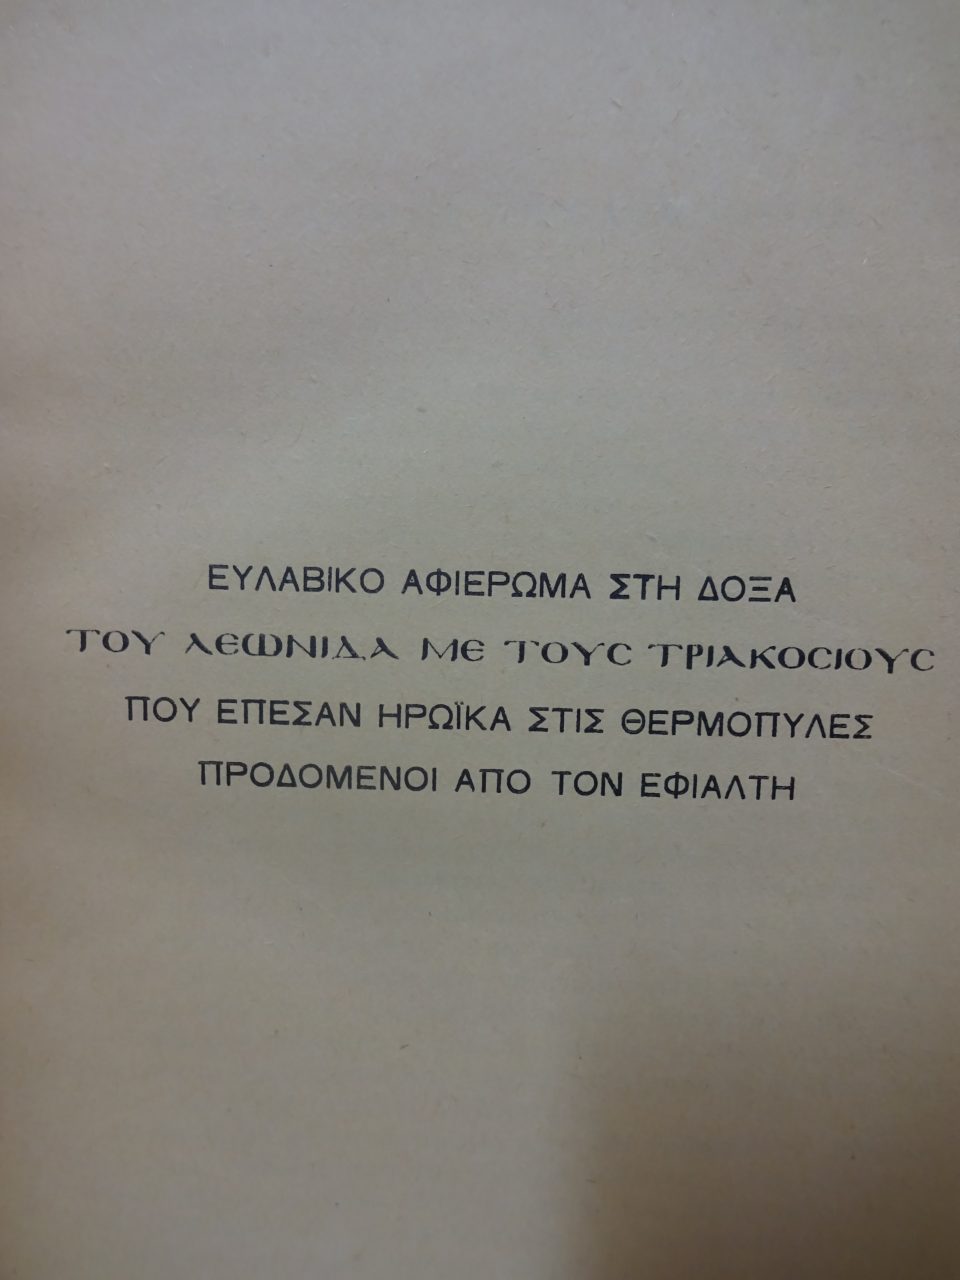 ΕΥΛΑΒΙΚΟ ΑΦΙΕΡΩΜΑ ΣΤΗ ΔΟΞΑ
ΤΟΥ ΛΕΩΝΙΔΑ ΜΕ ΤΟΥΣ ΤΡΙΑΚΟΣΙΟΥΣ
ΠΟΥ ΕΠΕΣΑΝ ΗΡΩΪΚΑ ΣΤΙΣ ΘΕΡΜΟΠΥΛΕΣ
ΠΡΟΔΟΜΕΝΟΙ ΑΠΟ ΤΟΝ ΕΦΙΑΛΤΗ